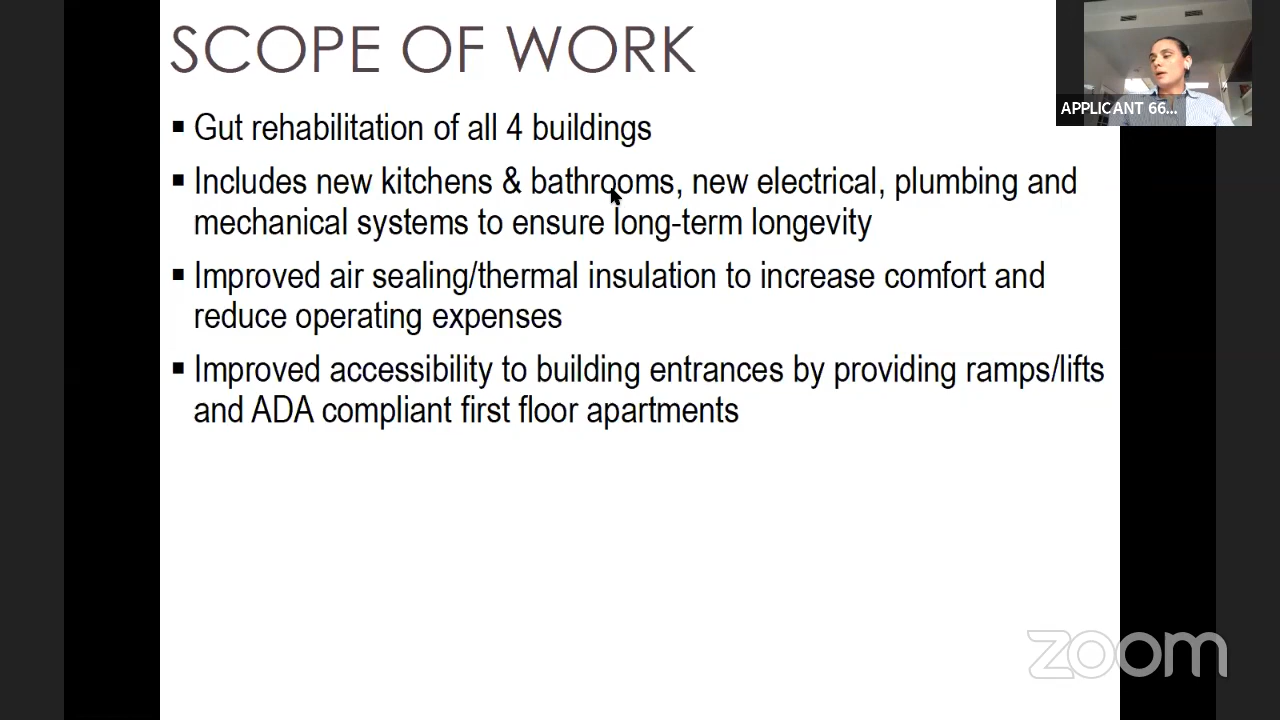 SCOPE OF WORK
▪ Gut rehabilitation of all 4 buildings
▪ Includes new kitchens & bathrooms, new electrical, plumbing and
mechanical systems to ensure long-term longevity
▪ Improved air sealing/thermal insulation to increase comfort and
reduce operating expenses
▪ Improved accessibility to building entrances by providing ramps/lifts
and ADA compliant first floor apartments
APPLICANT 66...
zoom